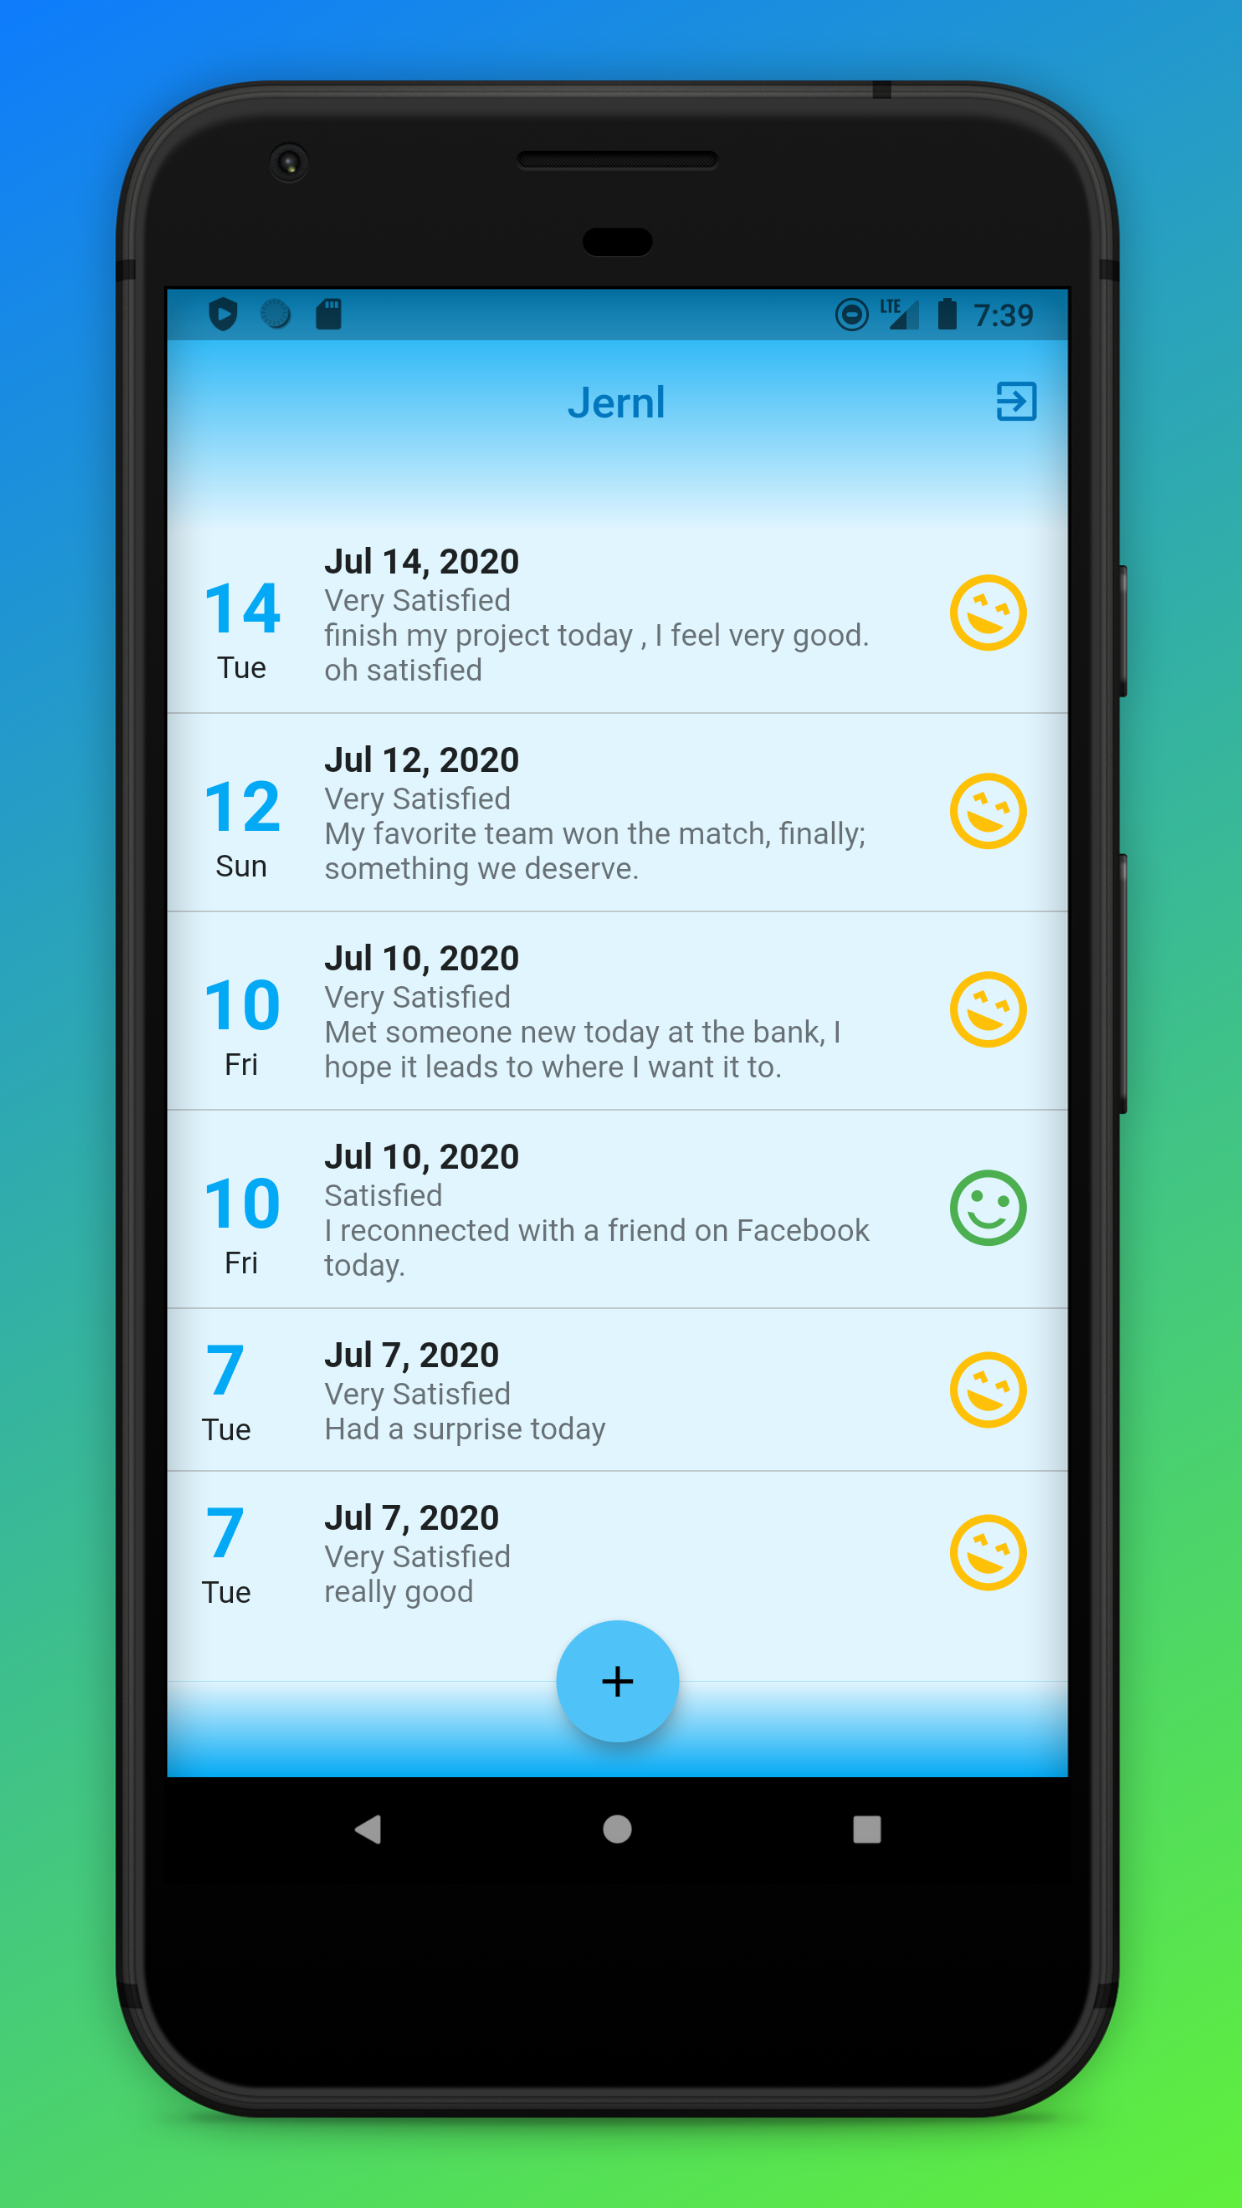 LTE 7:39
Jernl
14
Tue
Jul 14, 2020
Very Satisfied
finish my project today , I feel very good.
oh satisfied
12
Sun
Jul 12, 2020
Very Satisfied
My favorite team won the match, finally;
something we deserve.
10
Fri
Jul 10, 2020
Very Satisfied
Met someone new today at the bank, I
hope it leads to where I want it to.
10
Fri
Jul 10, 2020
Satisfied
I reconnected with a friend on Facebook
today.
7
Tue
Jul 7, 2020
Very Satisfied
Had a surprise today
7
Tue
Jul 7, 2020
Very Satisfied
really good